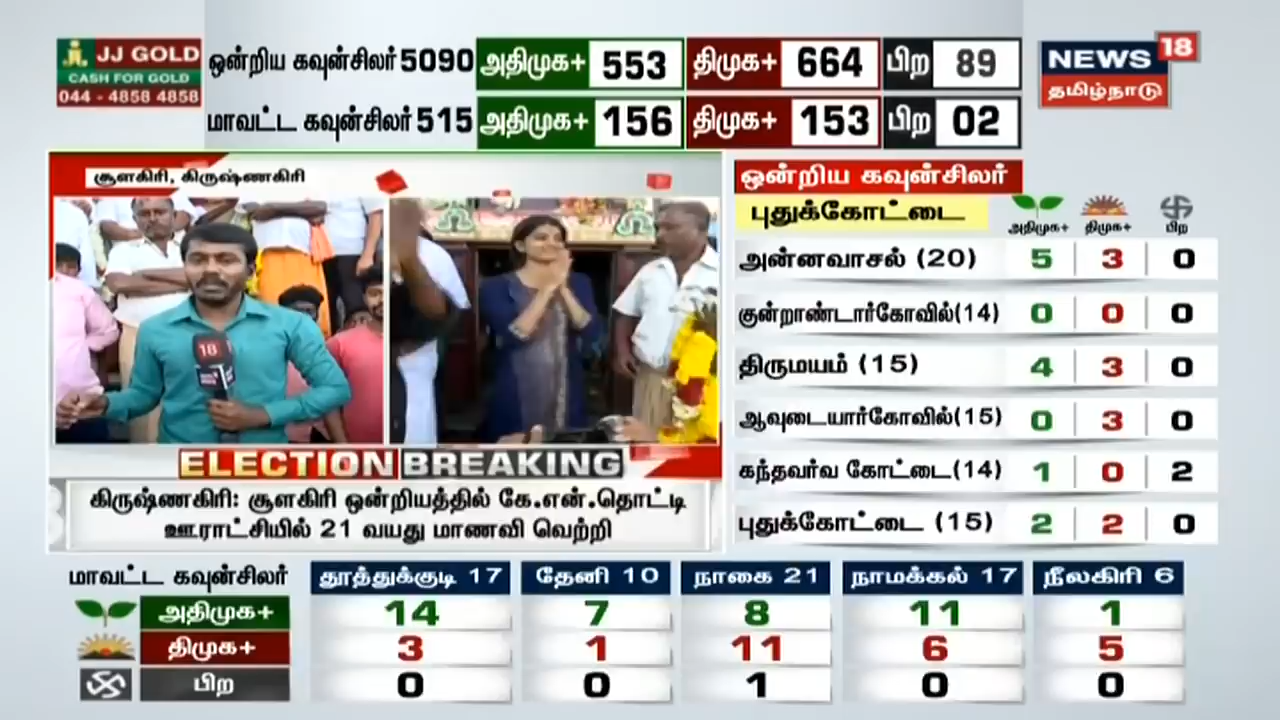 JJ GOLD
CASH FOR GOLD
044 - 4858 4858
ஒன்றிய கவுன்சிலர் 5090 அதிமுக+ 553 திமுக+ 664 பிற 89
மாவட்ட கவுன்சிலர் 515 அதிமுக+ 156 திமுக+ 153 பிற 02
NEWS 18
தமிழ்நாடு
சூளகிரி, கிருஷ்ணகிரி
18
ELECTION BREAKING
கிருஷ்ணகிரி: சூளகிரி ஒன்றியத்தில் கே.என்.தொட்டி
ஊராட்சியில் 21 வயது மாணவி வெற்றி
ஒன்றிய கவுன்சிலர்
புதுக்கோட்டை அதிமுக+ திமுக+ பிற
அன்னவாசல் (20) 5 3 0
குன்றாண்டார்கோவில்(14) 0 0 0
திருமயம் (15) 4 3 0
ஆவுடையார்கோவில்(15) 0 3 0
கந்தவர்வ கோட்டை(14) 1 0 2
புதுக்கோட்டை (15) 2 2 0
மாவட்ட கவுன்சிலர் தூத்துக்குடி 17 தேனி 10 நாகை 21 நாமக்கல் 17 நீலகிரி 6
அதிமுக+ 14 7 8 11 1
திமுக+ 3 1 11 6 5
பிற 0 0 1 0 0